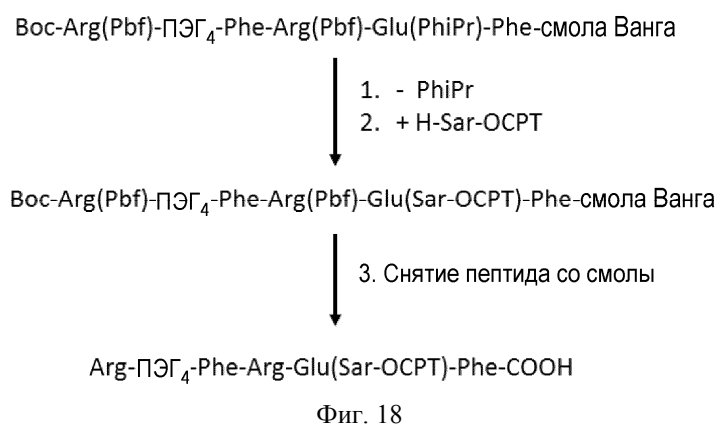 Boc-Arg(Pbf)-ПЭГ4-Phe-Arg(Pbf)-Glu(PhiPr)-Phe-смола Ванга
1. - PhiPr
2. + H-Sar-OCPT
Boc-Arg(Pbf)-ПЭГ4-Phe-Arg(Pbf)-Glu(Sar-OCPT)-Phe-смола Ванга
3. Снятие пептида со смолы
Arg-ПЭГ4-Phe-Arg-Glu(Sar-OCPT)-Phe-COOH
Фиг. 18